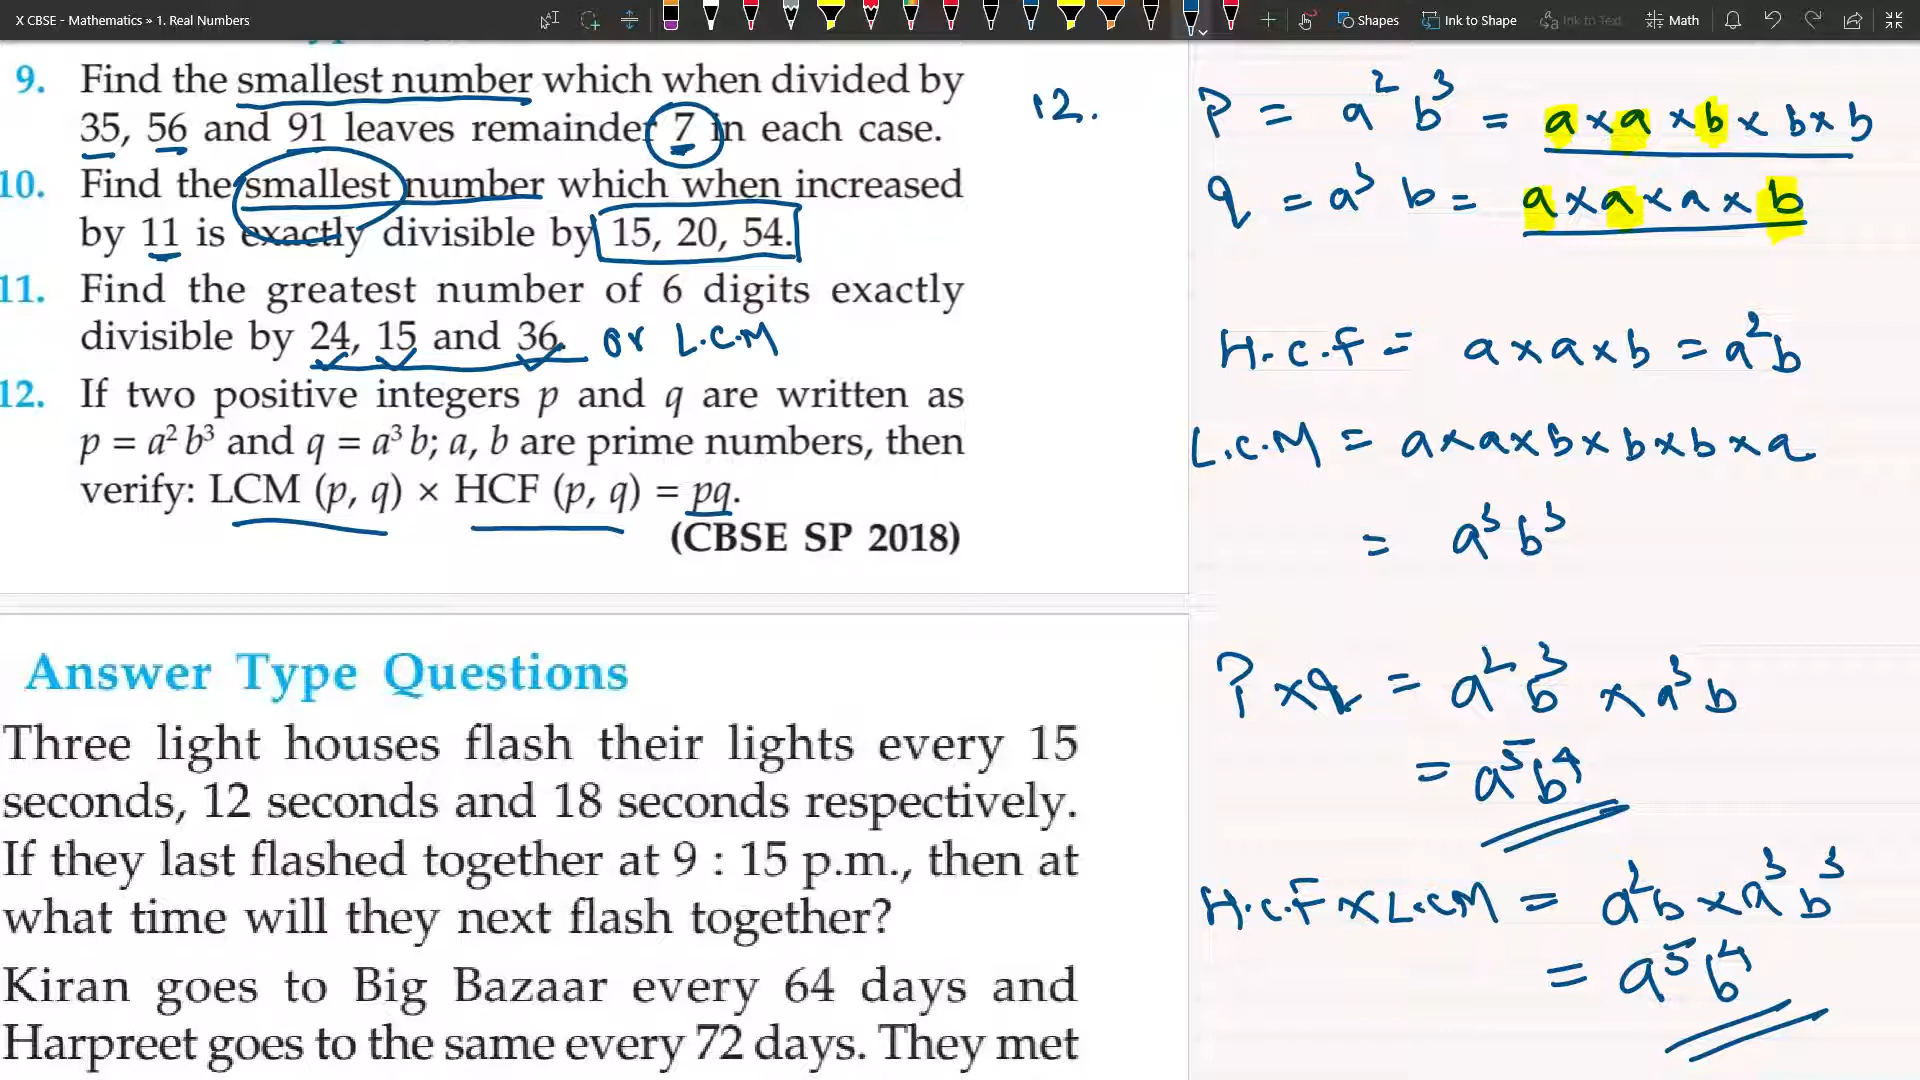 X CBSE - Mathematics » 1. Real Numbers
Shapes
Ink to Shape
Ink to Text
Math
9. Find the smallest number which when divided by
35, 56 and 91 leaves remainder 7 in each case.
10. Find the smallest number which when increased
by 11 is exactly divisible by 15, 20, 54.
11. Find the greatest number of 6 digits exactly
divisible by 24, 15 and 36. or L.C.M
12. If two positive integers p and q are written as
p = a² b³ and q = a³ b; a, b are prime numbers, then
verify: LCM (p, q) × HCF (p, q) = pq.
(CBSE SP 2018)
Answer Type Questions
Three light houses flash their lights every 15
seconds, 12 seconds and 18 seconds respectively.
If they last flashed together at 9 : 15 p.m., then at
what time will they next flash together?
Kiran goes to Big Bazaar every 64 days and
Harpreet goes to the same every 72 days. They met
12. P = a² b³ = a × a × b × b × b
q = a³ b = a × a × a × b
H.C.F = a × a × b = a² b
L.C.M = a × a × b × b × b × a
= a³ b³
P × q = a² b³ × a³ b
= a⁵ b⁴
H.C.F × L.C.M = a² b × a³ b³
= a⁵ b⁴